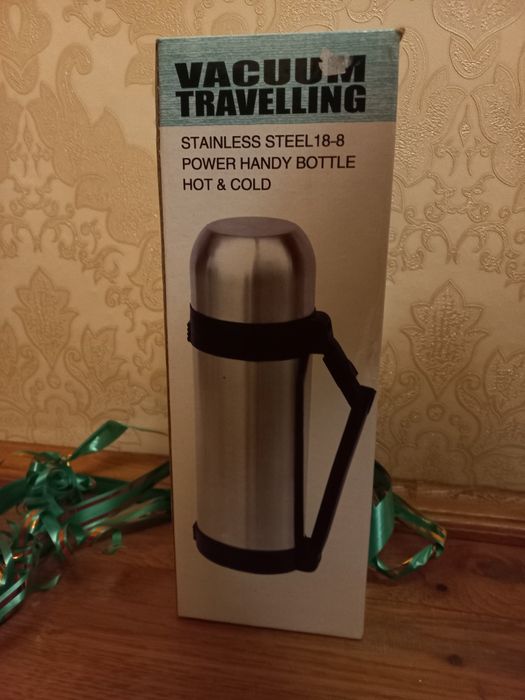 VACUUM
TRAVELLING
STAINLESS STEEL18-8
POWER HANDY BOTTLE
HOT & COLD